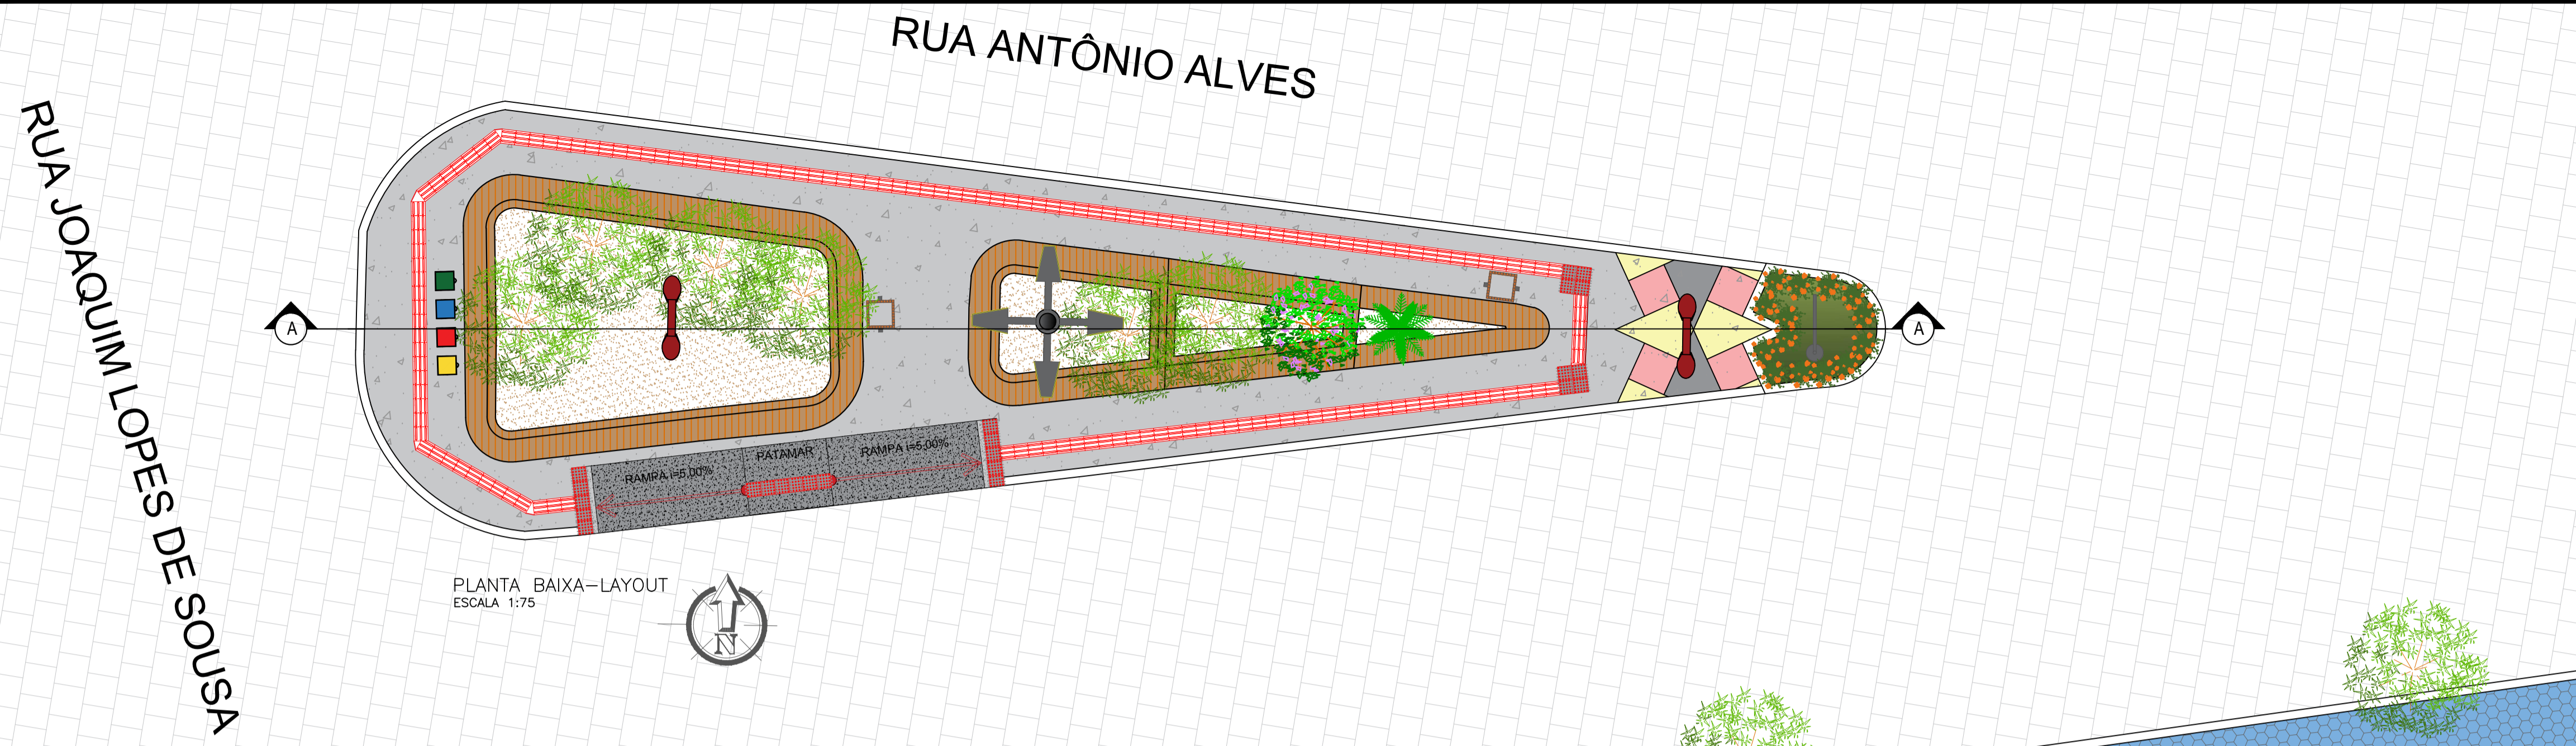 RUA ANTÔNIO ALVES
RUA JOAQUIM LOPES DE SOUSA
A
A
RAMPA i=5,00%
PATAMAR
RAMPA i=5,00%
PLANTA BAIXA-LAYOUT
ESCALA 1:75
N